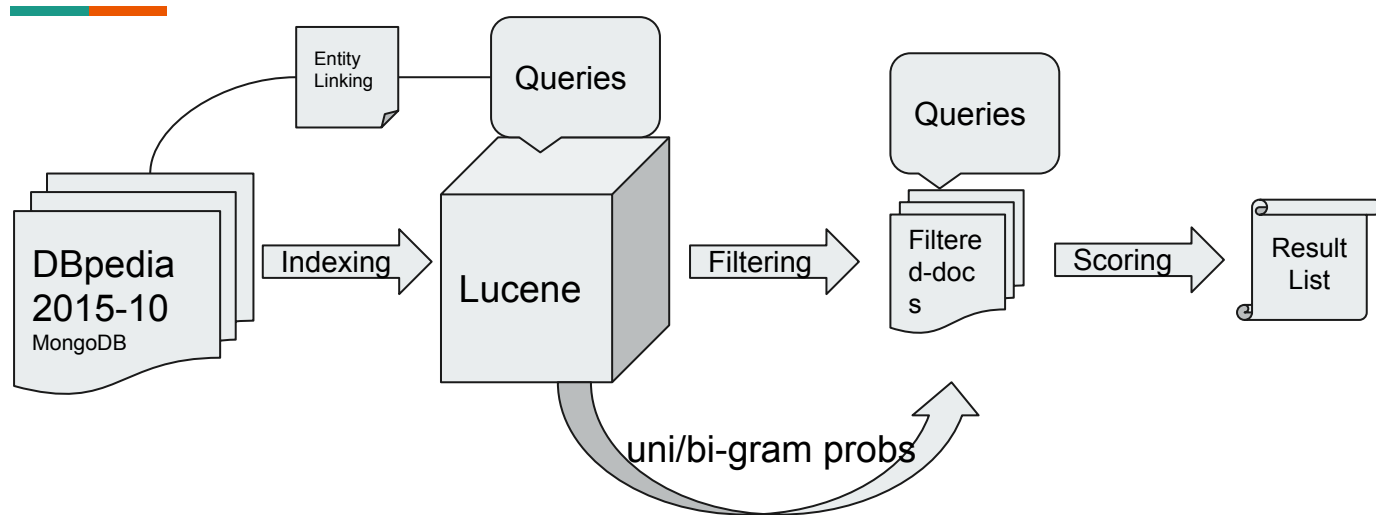 Entity
Linking
Queries
Queries
DBpedia
2015-10
MongoDB
Indexing
Lucene
Filtering
Filtere
d-doc
s
Scoring
Result
List
uni/bi-gram probs